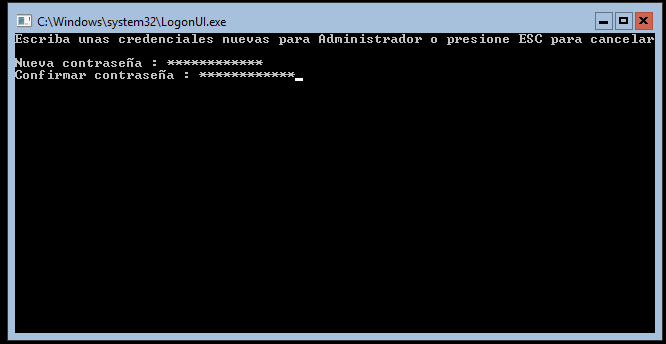 C:\Windows\system32\LogonUI.exe
Escriba unas credenciales nuevas para Administrador o presione ESC para cancelar
Nueva contraseña : ************
Confirmar contraseña : ************